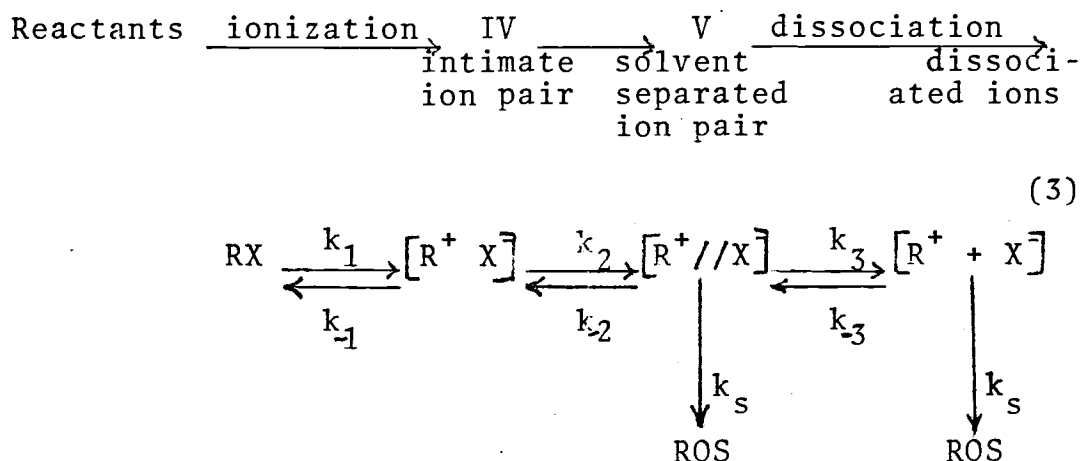 Reactants ionization IV V dissociation
intimate solvent dissoci-
ion pair separated ated ions
ion pair
(3)
k₁ k₂ k₃
RX [R⁺ X⁻] [R⁺//X⁻] [R⁺ + X⁻]
k₋₁ k₋₂ k₋₃
kₛ kₛ
ROS ROS